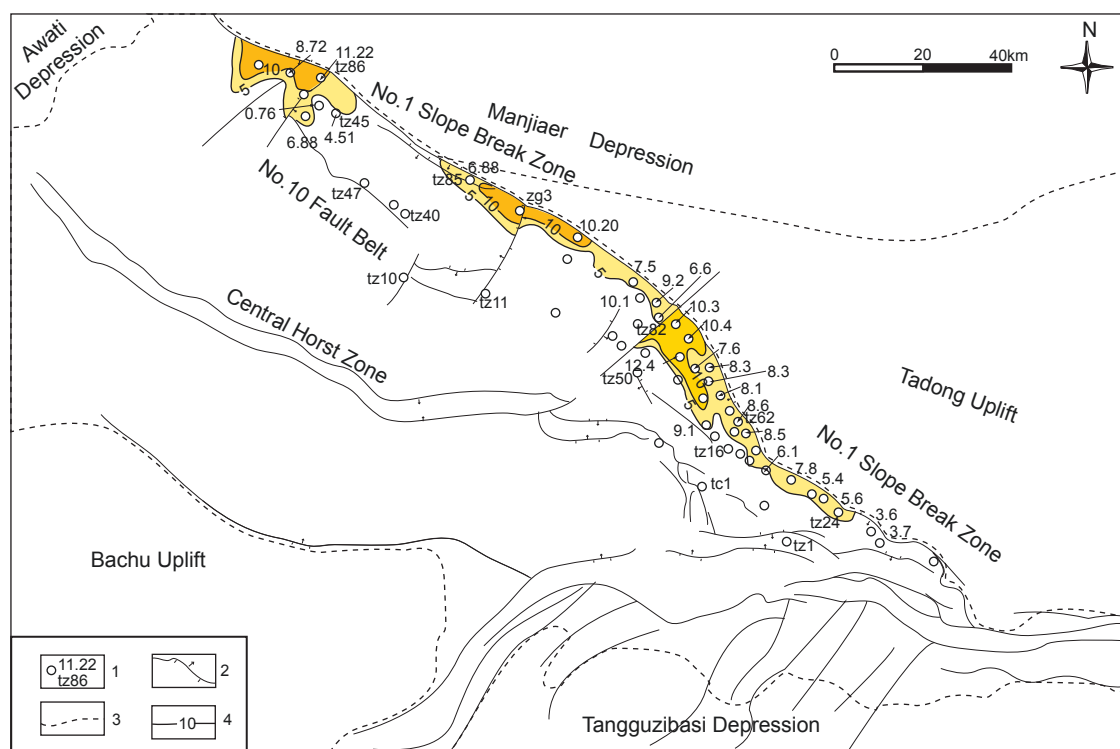 Awati
Depression
8.72
11.22
tz86
10
5
0.76
6.88
4.51
tz45
N
0
20
40km
No.1 Slope Break Zone
Manjiaer Depression
6.88
tz85
zg3
5
10
10
10.20
5
tz47
tz40
No.10 Fault Belt
tz10
tz11
Central Horst Zone
7.5
9.2
6.6
10.1
10.3
tz82
10.4
7.6
12.4
8.3
tz50
10
8.3
5
8.1
8.6
tz62
9.1
8.5
tz16
6.1
Tadong Uplift
No.1 Slope Break Zone
7.8
5.4
5.6
tz24
3.6
3.7
tc1
tz1
Bachu Uplift
Tangguzibasi Depression
11.22
tz86
1
2
3
10
4